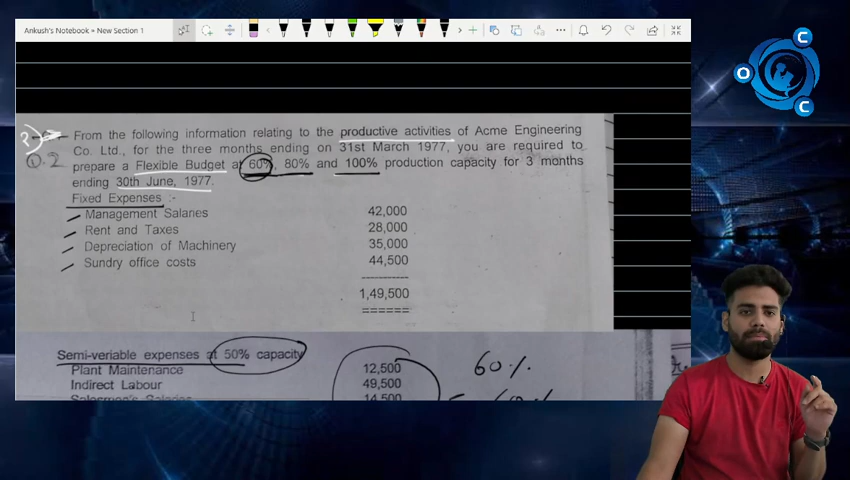 Ankush's Notebook » New Section 1
C
O
C
?
Q.2
From the following information relating to the productive activities of Acme Engineering
Co. Ltd., for the three months ending on 31st March 1977, you are required to
prepare a Flexible Budget at 60%, 80% and 100% production capacity for 3 months
ending 30th June, 1977.
Fixed Expenses :-
Management Salaries 42,000
Rent and Taxes 28,000
Depreciation of Machinery 35,000
Sundry office costs 44,500
----------
1,49,500
======
Semi-veriable expenses at 50% capacity
Plant Maintenance 12,500
60%
Indirect Labour 49,500
Salesmen's Salaries 14,500